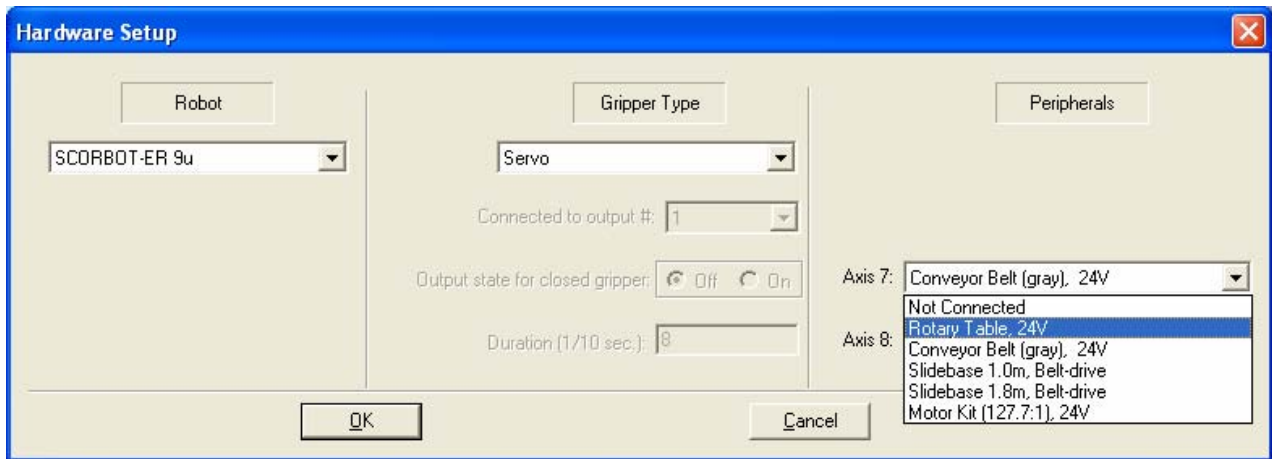 Hardware Setup
Robot
SCORBOT-ER 9u
Gripper Type
Servo
Connected to output #: 1
Output state for closed gripper: Off On
Duration (1/10 sec.): 8
Peripherals
Axis 7: Conveyor Belt (gray), 24V
Not Connected
Rotary Table, 24V
Conveyor Belt (gray), 24V
Slidebase 1.0m, Belt-drive
Slidebase 1.8m, Belt-drive
Motor Kit (127.7:1), 24V
Axis 8:
OK
Cancel